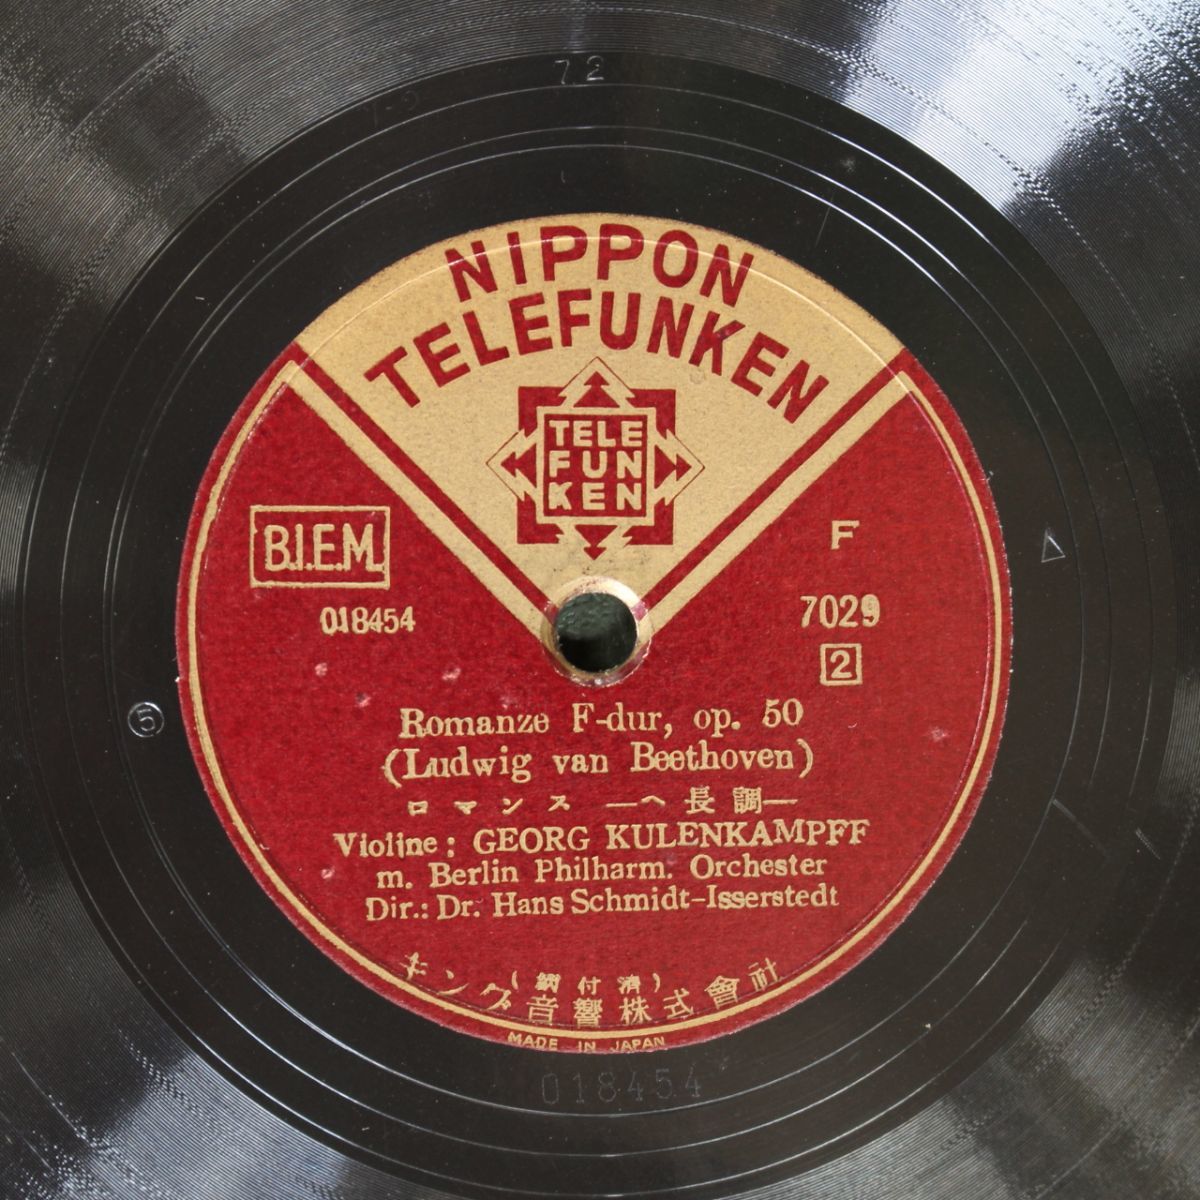 72
NIPPON
TELEFUNKEN
TELE
FUN
KEN
B.I.E.M.
018454
F
7029
2
5
Romanze F-dur, op. 50
(Ludwig van Beethoven)
ロマンス —ヘ長調—
Violine: GEORG KULENKAMPFF
m. Berlin Philharm. Orchester
Dir.: Dr. Hans Schmidt-Isserstedt
付済)
キング音響株式會社
MADE IN JAPAN
018454